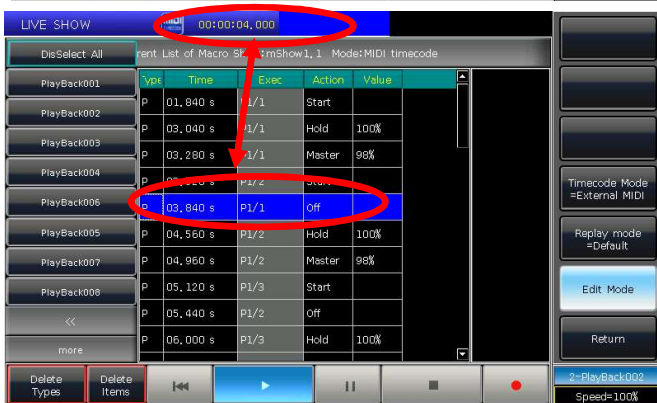 LIVE SHOW
00:00:04.000
DisSelect All
rent List of Macro Mode:MIDI timecode
Time Exec Action Value
PlayBack001
PlayBack002
PlayBack003
PlayBack004
PlayBack006
PlayBack005
PlayBack007
PlayBack008
<<
more
P 01.840 s P1/1 Start
P 03.040 s P1/1 Hold 100%
P 03.280 s P1/1 Master 98%
P P1/2
P 03.840 s P1/1 Off
P 04.560 s P1/2 Hold 100%
P 04.960 s P1/2 Master 98%
P 05.120 s P1/3 Start
P 05.440 s P1/2 Off
P 06.000 s P1/3 Hold 100%
Timecode Mode
=External MIDI
Replay mode
=Default
Edit Mode
Return
Delete
Types
Delete
Items
2-PlayBack002
Speed=100%